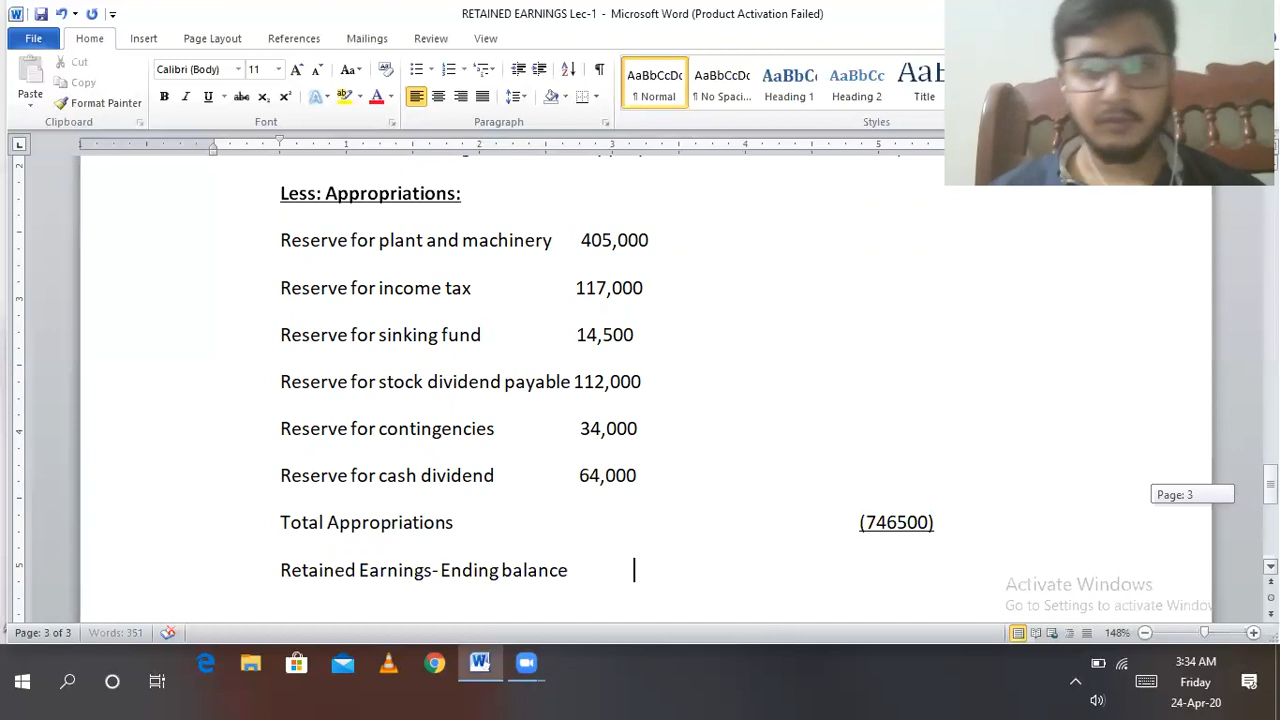 RETAINED EARNINGS Lec-1 - Microsoft Word (Product Activation Failed)
File Home Insert Page Layout References Mailings Review View
Cut
Copy
Format Painter
Paste
Clipboard
Calibri (Body) 11
Font
Paragraph
AaBbCcDc AaBbCcDc AaBbC AaBbCc AaB
¶ Normal ¶ No Spaci... Heading 1 Heading 2 Title
Styles
Less: Appropriations:
Reserve for plant and machinery 405,000
Reserve for income tax 117,000
Reserve for sinking fund 14,500
Reserve for stock dividend payable 112,000
Reserve for contingencies 34,000
Reserve for cash dividend 64,000
Page: 3
Total Appropriations (746500)
Retained Earnings- Ending balance
Activate Windows
Go to Settings to activate Windows
Page: 3 of 3 Words: 351 148%
3:34 AM
Friday
24-Apr-20